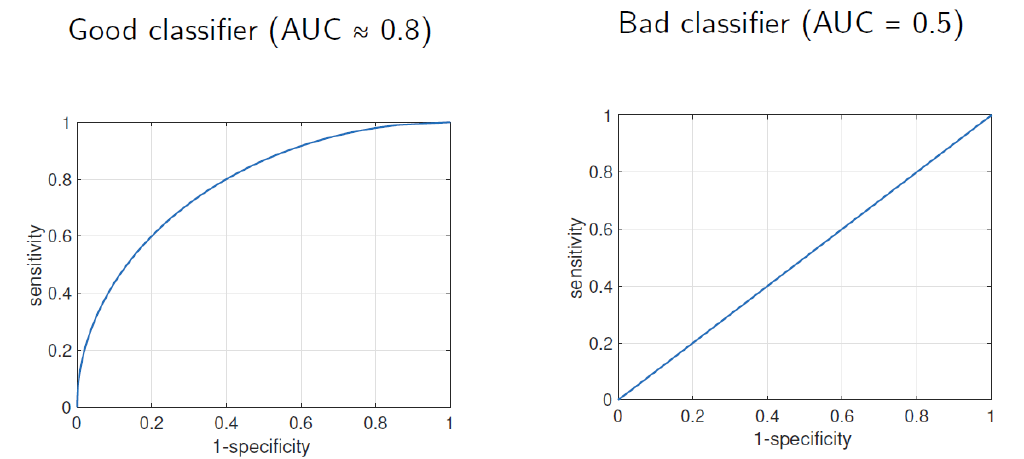 Good classifier (AUC ≈ 0.8)
1
0.8
0.6
0.4
0.2
0
sensitivity
0 0.2 0.4 0.6 0.8 1
1-specificity
Bad classifier (AUC = 0.5)
1
0.8
0.6
0.4
0.2
0
sensitivity
0 0.2 0.4 0.6 0.8 1
1-specificity